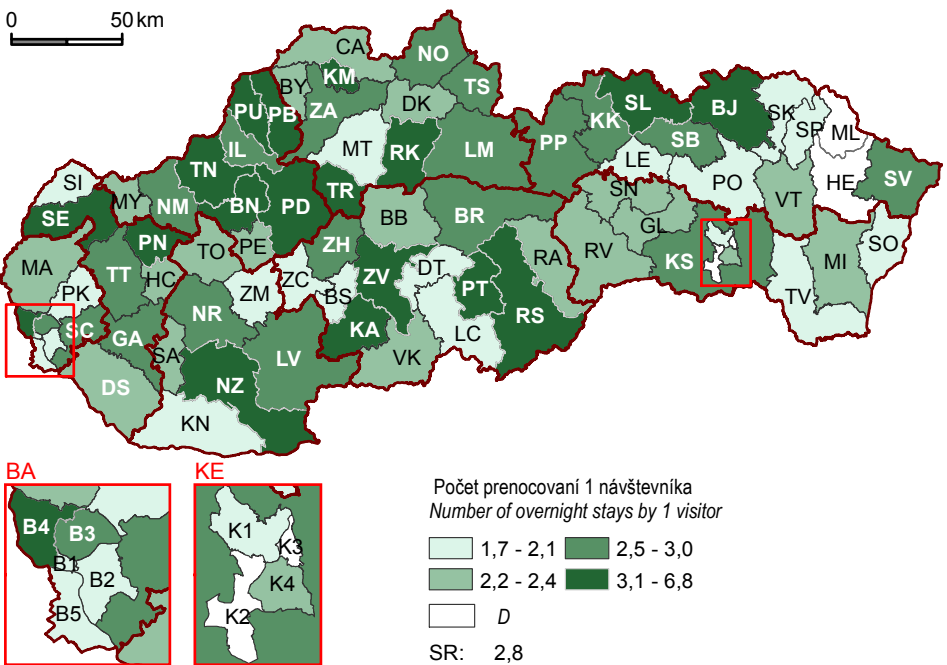 0 50 km
CA
NO
BY
KM
TS
PU
PB
ZA
DK
SL
BJ
SK
SP
ML
KK
IL
MT
RK
LM
PP
SB
LE
TN
PO
HE
SV
SI
TR
SN
VT
SE
MY
NM
BN
PD
BB
BR
GL
PN
TO
PE
ZH
RA
RV
KS
SO
MA
TT
HC
ZC
ZV
DT
MI
PK
ZM
BS
PT
TV
NR
SC
GA
KA
LC
RS
SA
LV
VK
DS
NZ
KN
BA
B4
B3
B1
B2
B5
KE
K1
K3
K4
K2
Počet prenocovaní 1 návštevníka
Number of overnight stays by 1 visitor
1,7 - 2,1 2,5 - 3,0
2,2 - 2,4 3,1 - 6,8
D
SR: 2,8